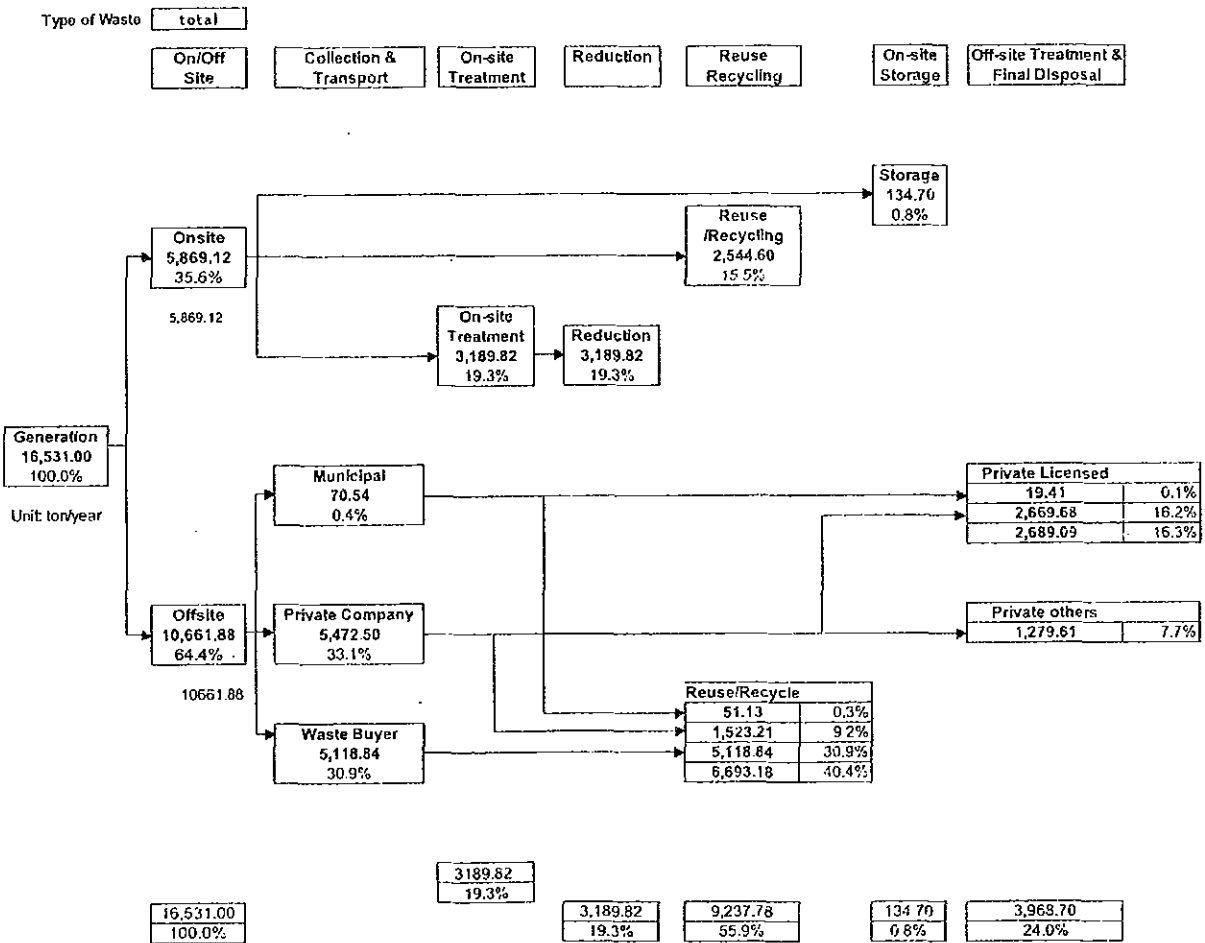 Type of Waste total
On/Off
Site
Collection &
Transport
On-site
Treatment
Reduction
Reuse
Recycling
On-site
Storage
Off-site Treatment &
Final Disposal
Storage
134.70
0.8%
Onsite
5,869.12
35.6%
5,869.12
Reuse
/Recycling
2,544.60
15.5%
On-site
Treatment
3,189.82
19.3%
Reduction
3,189.82
19.3%
Generation
16,531.00
100.0%
Unit: ton/year
Municipal
70.54
0.4%
Private Licensed
19.41 0.1%
2,669.68 16.2%
2,689.09 16.3%
Offsite
10,661.88
64.4%
10661.88
Private Company
5,472.50
33.1%
Private others
1,279.61 7.7%
Waste Buyer
5,118.84
30.9%
Reuse/Recycle
51.13 0.3%
1,523.21 9.2%
5,118.84 30.9%
6,693.18 40.4%
3189.82
19.3%
16,531.00
100.0%
3,189.82
19.3%
9,237.78
55.9%
134.70
0.8%
3,968.70
24.0%